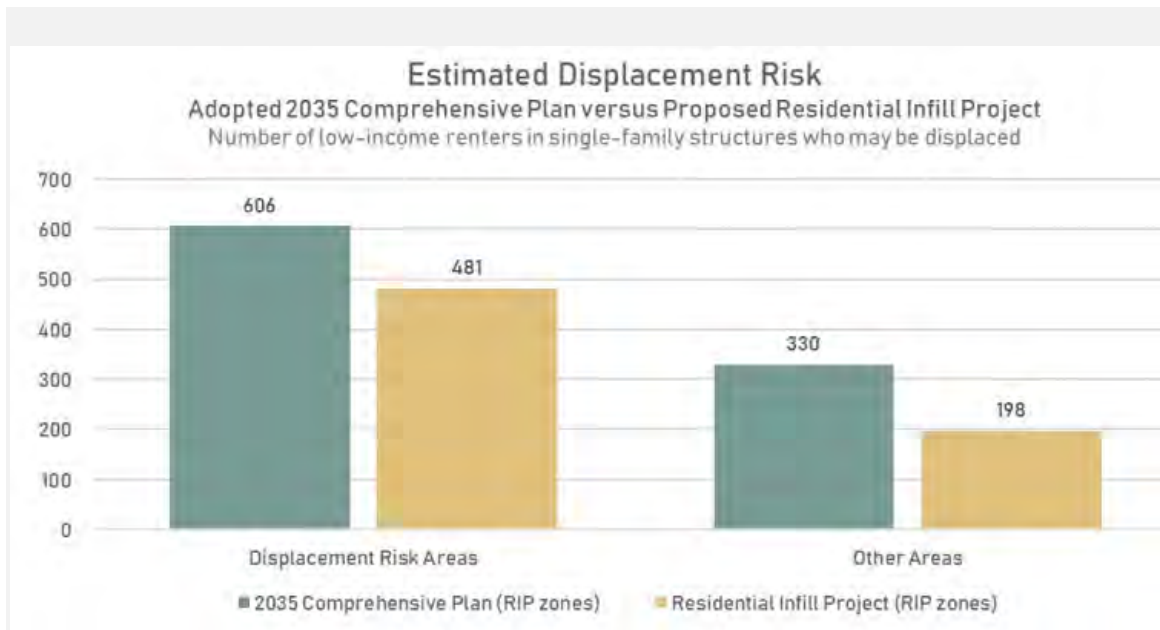 Estimated Displacement Risk
Adopted 2035 Comprehensive Plan versus Proposed Residential Infill Project
Number of low-income renters in single-family structures who may be displaced
700
600
500
400
300
200
100
0
606
481
330
198
Displacement Risk Areas
Other Areas
2035 Comprehensive Plan (RIP zones)
Residential Infill Project (RIP zones)